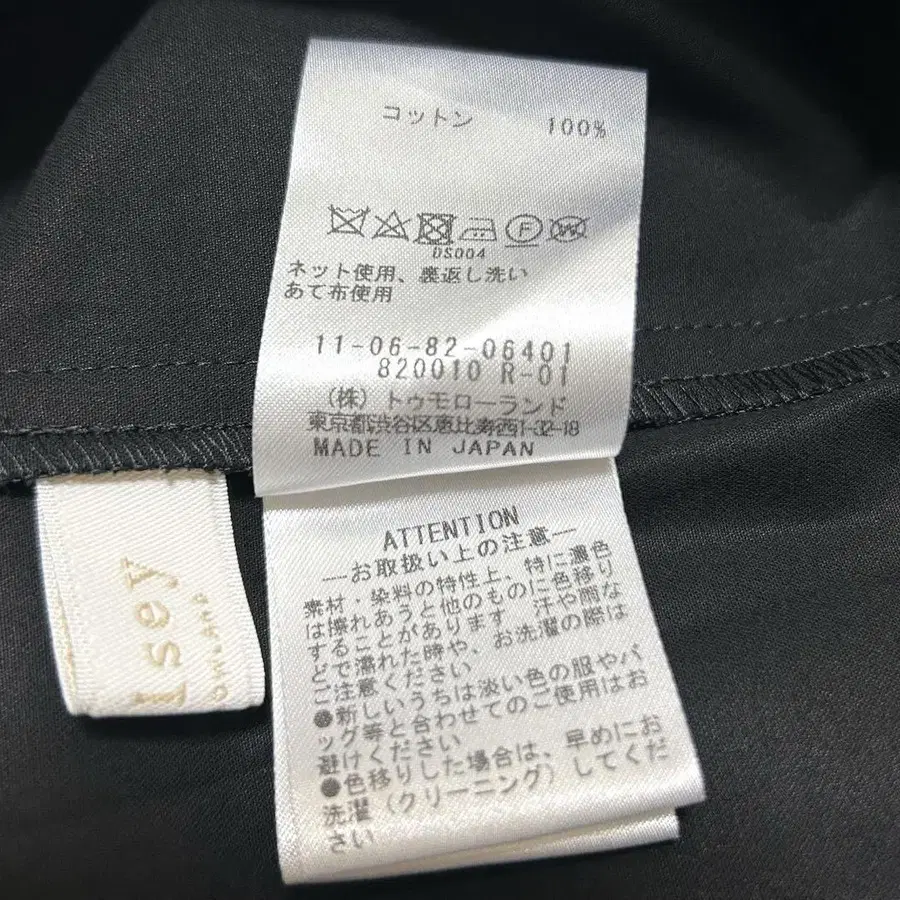 コットン 100%
DS004
ネット使用、裏返し洗い
あて布使用
11-06-82-06401
820010 R-01
(株) トゥモローランド
東京都渋谷区恵比寿西1-32-18
MADE IN JAPAN
ATTENTION
―お取扱い上の注意―
素材・染料の特性上、特に濃色
は擦れあうと他のものに色移り
することがあります 汗や雨な
どで濡れた時や、お洗濯の際は
ご注意ください
●新しいうちは淡い色の服やバ
ッグ等と合わせてのご使用はお
避けください
●色移りした場合は、早めにお
洗濯(クリーニング)してくだ
さい
lsey